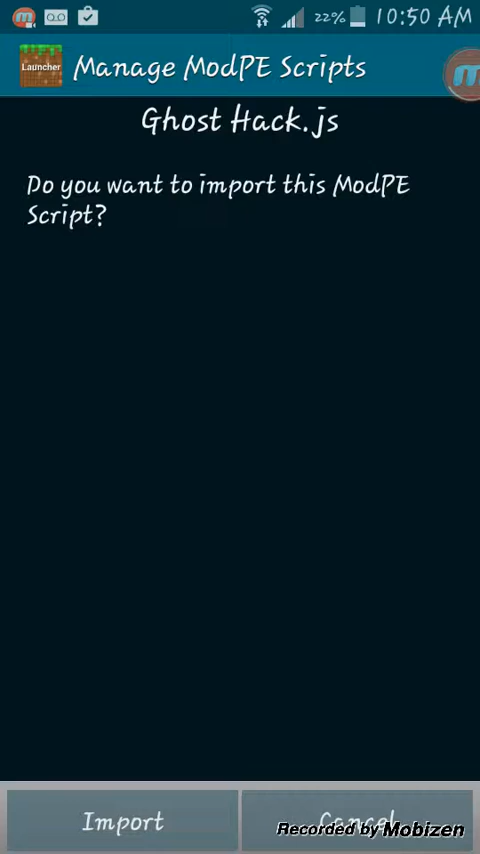 22% 10:50 AM
Launcher
Manage ModPE Scripts
Ghost Hack.js
Do you want to import this ModPE
Script?
Import
Cancel
Recorded by Mobizen